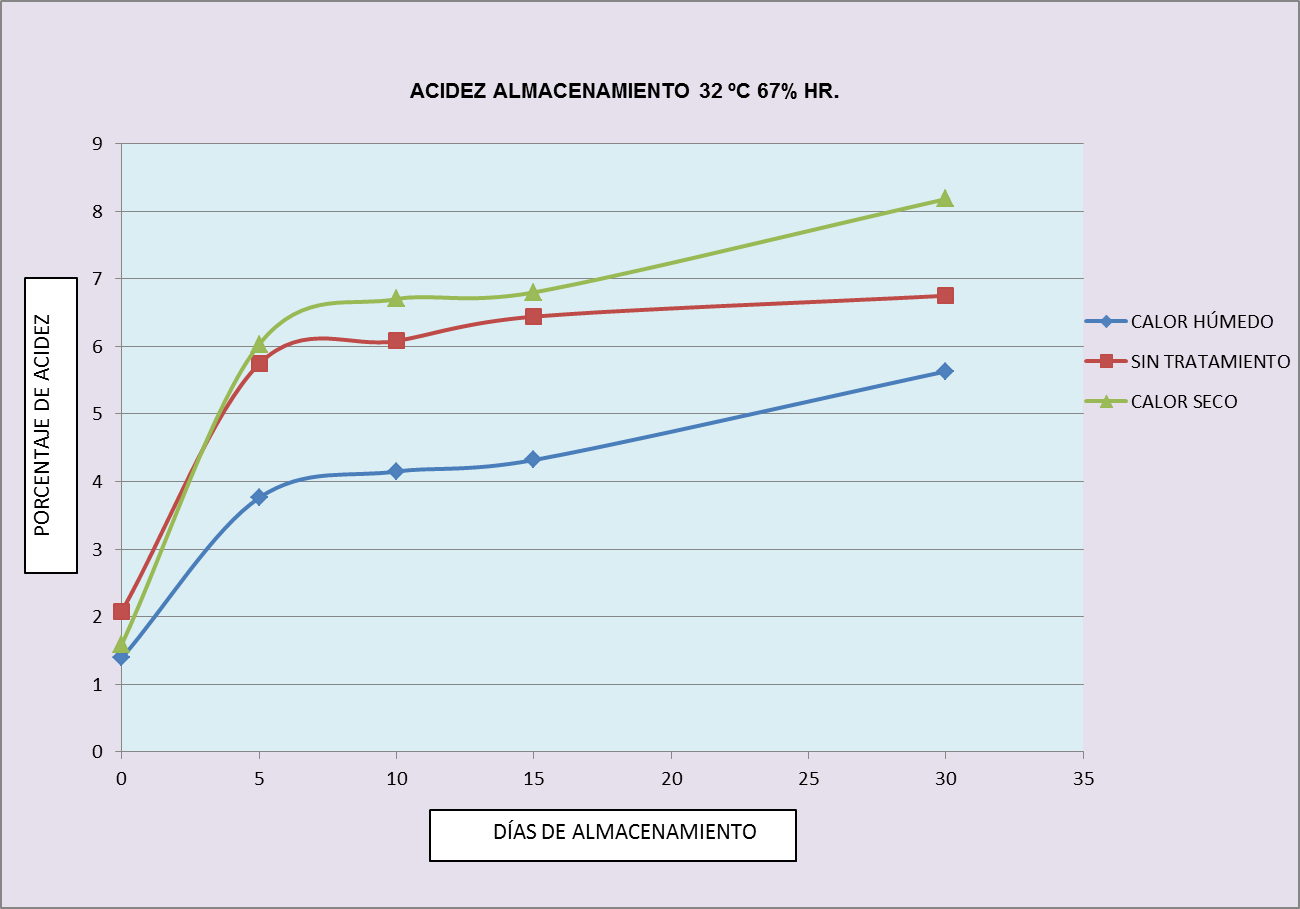 ACIDEZ ALMACENAMIENTO 32 ºC 67% HR.
9
8
7
6
5
4
3
2
1
0
PORCENTAJE DE ACIDEZ
0 5 10 15 20 25 30 35
DÍAS DE ALMACENAMIENTO
CALOR HÚMEDO
SIN TRATAMIENTO
CALOR SECO